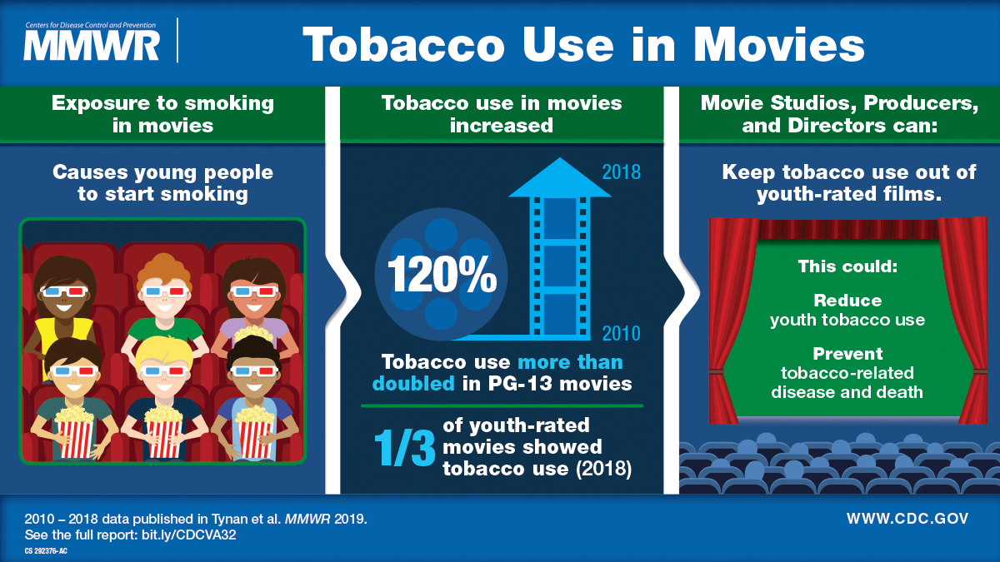 Centers for Disease Control and Prevention
MMWR
Tobacco Use in Movies
Exposure to smoking
in movies
Causes young people
to start smoking
Tobacco use in movies
increased
2018
120%
2010
Tobacco use more than
doubled in PG-13 movies
1/3
of youth-rated
movies showed
tobacco use (2018)
Movie Studios, Producers,
and Directors can:
Keep tobacco use out of
youth-rated films.
This could:
Reduce
youth tobacco use
Prevent
tobacco-related
disease and death
2010 – 2018 data published in Tynan et al. MMWR 2019.
See the full report: bit.ly/CDCVA32
CS 292376-AC
WWW.CDC.GOV